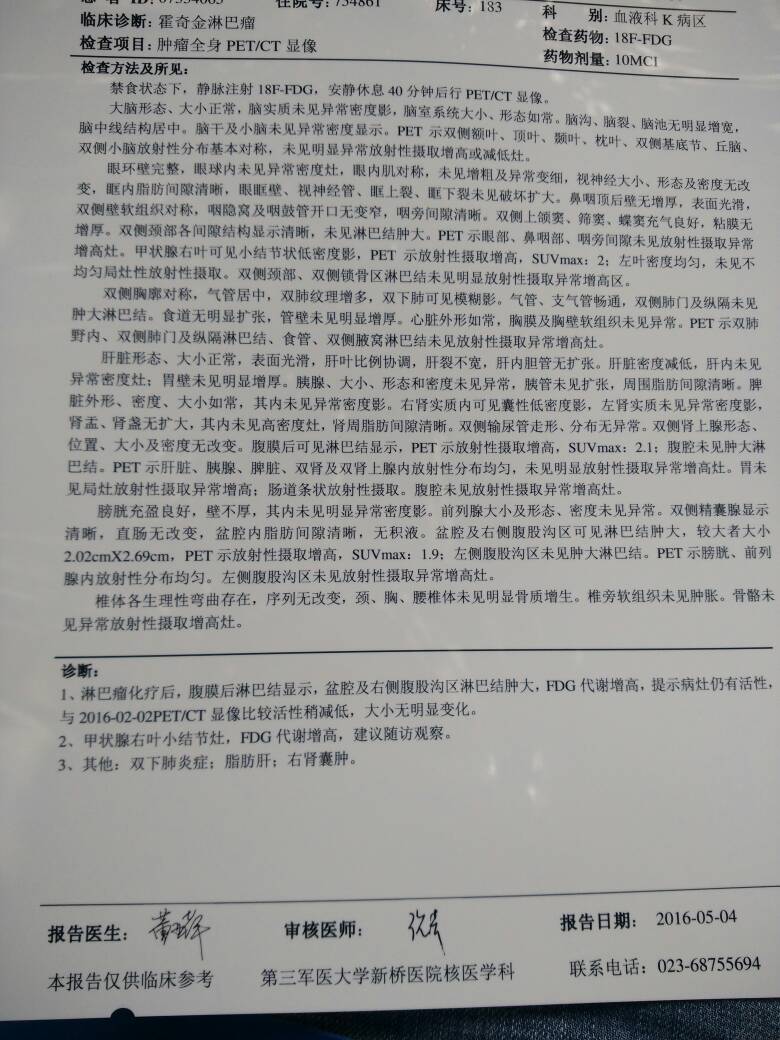 住院号：754861 床号：183 科 别：血液科 K 病区
临床诊断：霍奇金淋巴瘤 检查药物：18F-FDG
检查项目：肿瘤全身 PET/CT 显像 药物剂量：10MCI
检查方法及所见：
禁食状态下，静脉注射 18F-FDG，安静休息 40 分钟后行 PET/CT 显像。
大脑形态、大小正常，脑实质未见异常密度影，脑室系统大小、形态如常。脑沟、脑裂、脑池无明显增宽，
脑中线结构居中。脑干及小脑未见异常密度显示。PET 示双侧额叶、顶叶、颞叶、枕叶、双侧基底节、丘脑、
双侧小脑放射性分布基本对称，未见明显异常放射性摄取增高或减低灶。
眼环壁完整，眼球内未见异常密度灶，眼内肌对称，未见增粗及异常变细，视神经大小、形态及密度无改
变，眶内脂肪间隙清晰，眼眶壁、视神经管、眶上裂、眶下裂未见破坏扩大。鼻咽顶后壁无增厚，表面光滑，
双侧壁软组织对称，咽隐窝及咽鼓管开口无变窄，咽旁间隙清晰。双侧上颌窦、筛窦、蝶窦充气良好，粘膜无
增厚。双侧颈部各间隙结构显示清晰，未见淋巴结肿大。PET 示眼部、鼻咽部、咽旁间隙未见放射性摄取异常
增高灶。甲状腺右叶可见小结节状低密度影，PET 示放射性摄取增高，SUVmax：2；左叶密度均匀，未见不
均匀局灶性放射性摄取。双侧颈部、双侧锁骨区淋巴结未见明显放射性摄取异常增高区。
双侧胸廓对称，气管居中，双肺纹理增多，双下肺可见模糊影。气管、支气管畅通，双侧肺门及纵隔未见
肿大淋巴结。食道无明显扩张，管壁未见明显增厚。心脏外形如常，胸膜及胸壁软组织未见异常。PET 示双肺
野内、双侧肺门及纵隔淋巴结、食管、双侧腋窝淋巴结未见放射性摄取异常增高灶。
肝脏形态、大小正常，表面光滑，肝叶比例协调，肝裂不宽，肝内胆管无扩张。肝脏密度减低，肝内未见
异常密度灶；胃壁未见明显增厚。胰腺、大小、形态和密度未见异常，胰管未见扩张，周围脂肪间隙清晰。脾
脏外形、密度、大小如常，其内未见异常密度影。右肾实质内可见囊性低密度影，左肾实质未见异常密度影，
肾盂、肾盏无扩大，其内未见高密度灶，肾周脂肪间隙清晰。双侧输尿管走形、分布无异常。双侧肾上腺形态、
位置、大小及密度无改变。腹膜后可见淋巴结显示，PET 示放射性摄取增高，SUVmax：2.1；腹腔未见肿大淋
巴结。PET 示肝脏、胰腺、脾脏、双肾及双肾上腺内放射性分布均匀，未见明显放射性摄取异常增高灶。胃未
见局灶放射性摄取异常增高；肠道条状放射性摄取。腹腔未见放射性摄取异常增高灶。
膀胱充盈良好，壁不厚，其内未见明显异常密度影。前列腺大小及形态、密度未见异常。双侧精囊腺显示
清晰，直肠无改变，盆腔内脂肪间隙清晰，无积液。盆腔及右侧腹股沟区可见淋巴结肿大，较大者大小
2.02cmX2.69cm，PET 示放射性摄取增高，SUVmax：1.9；左侧腹股沟区未见肿大淋巴结。PET 示膀胱、前列
腺内放射性分布均匀。左侧腹股沟区未见放射性摄取异常增高灶。
椎体各生理性弯曲存在，序列无改变，颈、胸、腰椎体未见明显骨质增生。椎旁软组织未见肿胀。骨骼未
见异常放射性摄取增高灶。
诊断：
1、淋巴瘤化疗后，腹膜后淋巴结显示，盆腔及右侧腹股沟区淋巴结肿大，FDG 代谢增高，提示病灶仍有活性，
与 2016-02-02PET/CT 显像比较活性稍减低，大小无明显变化。
2、甲状腺右叶小结节灶，FDG 代谢增高，建议随访观察。
3、其他：双下肺炎症；脂肪肝；右肾囊肿。
报告医生： 审核医师： 报告日期： 2016-05-04
本报告仅供临床参考 第三军医大学新桥医院核医学科 联系电话：023-68755694